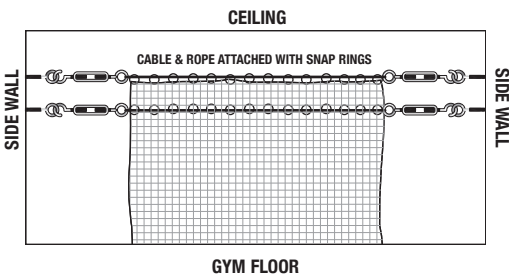 CEILING
CABLE & ROPE ATTACHED WITH SNAP RINGS
SIDE WALL
SIDE WALL
GYM FLOOR